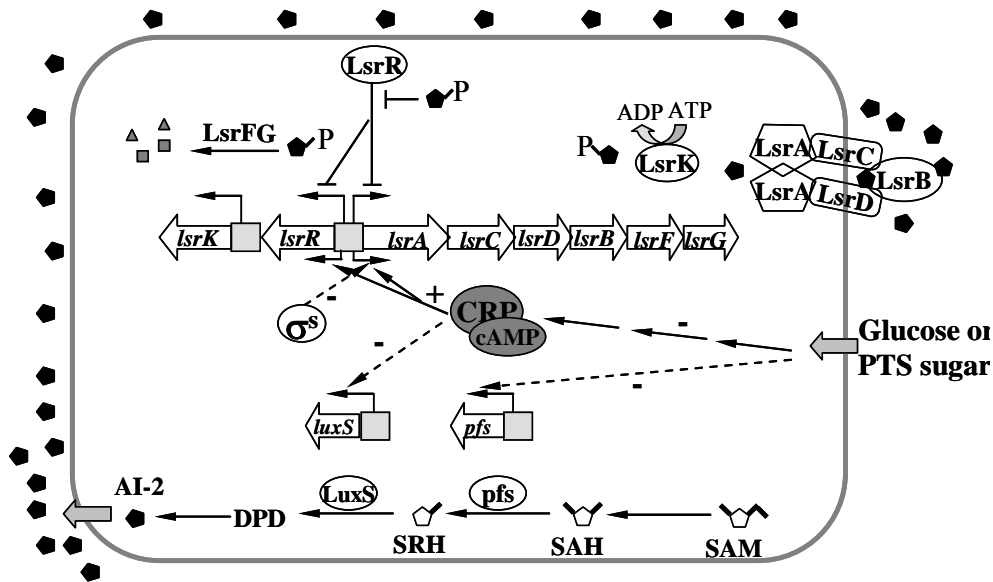 LsrR
P
ADP ATP
LsrFG
P
P
LsrK
LsrA LsrC
LsrB
LsrA LsrD
lsrK lsrR lsrA lsrC lsrD lsrB lsrF lsrG
-
+
σs
CRP
cAMP
-
-
Glucose or
PTS sugar
-
luxS
pfs
AI-2
LuxS
pfs
DPD
SRH
SAH
SAM